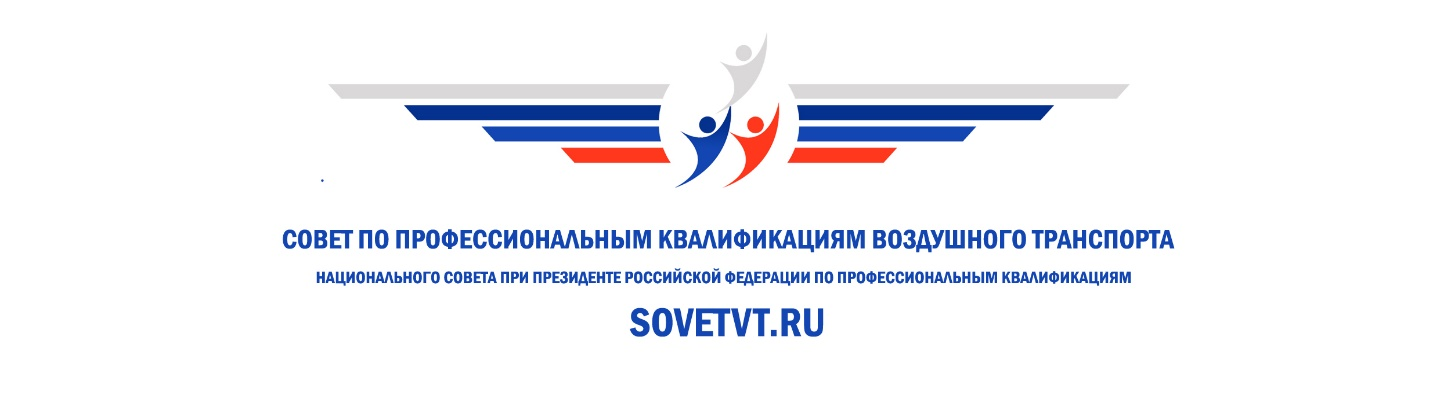 СОВЕТ ПО ПРОФЕССИОНАЛЬНЫМ КВАЛИФИКАЦИЯМ ВОЗДУШНОГО ТРАНСПОРТА
НАЦИОНАЛЬНОГО СОВЕТА ПРИ ПРЕЗИДЕНТЕ РОССИЙСКОЙ ФЕДЕРАЦИИ ПО ПРОФЕССИОНАЛЬНЫМ КВАЛИФИКАЦИЯМ
SOVETVT.RU